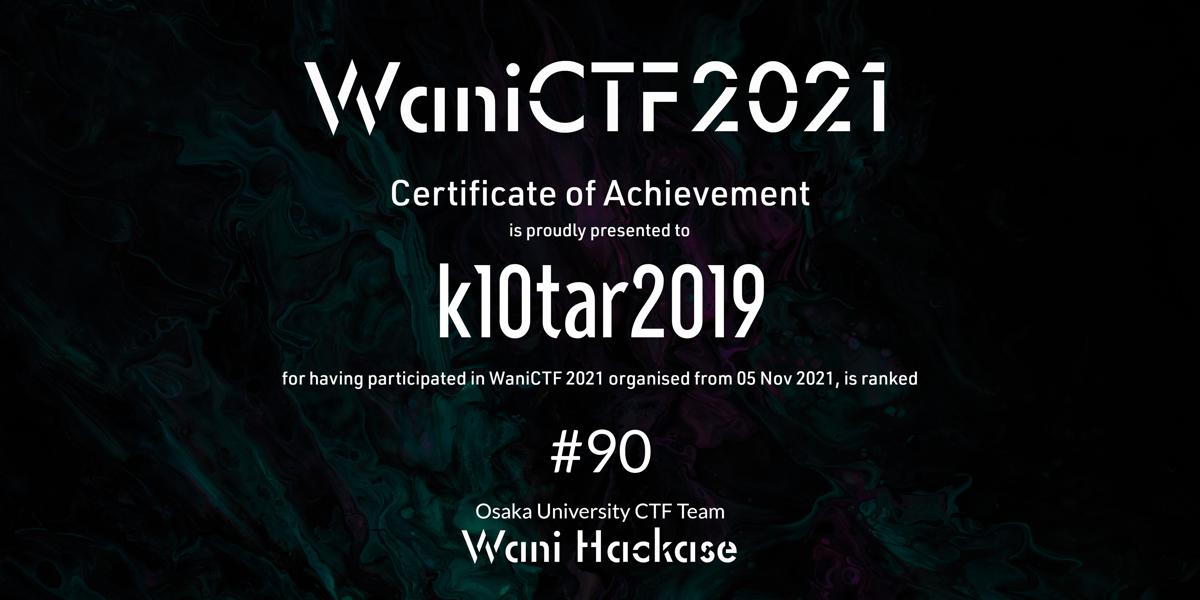 WaniCTF2021
Certificate of Achievement
is proudly presented to
k10tar2019
for having participated in WaniCTF 2021 organised from 05 Nov 2021, is ranked
#90
Osaka University CTF Team
Wani Hackase